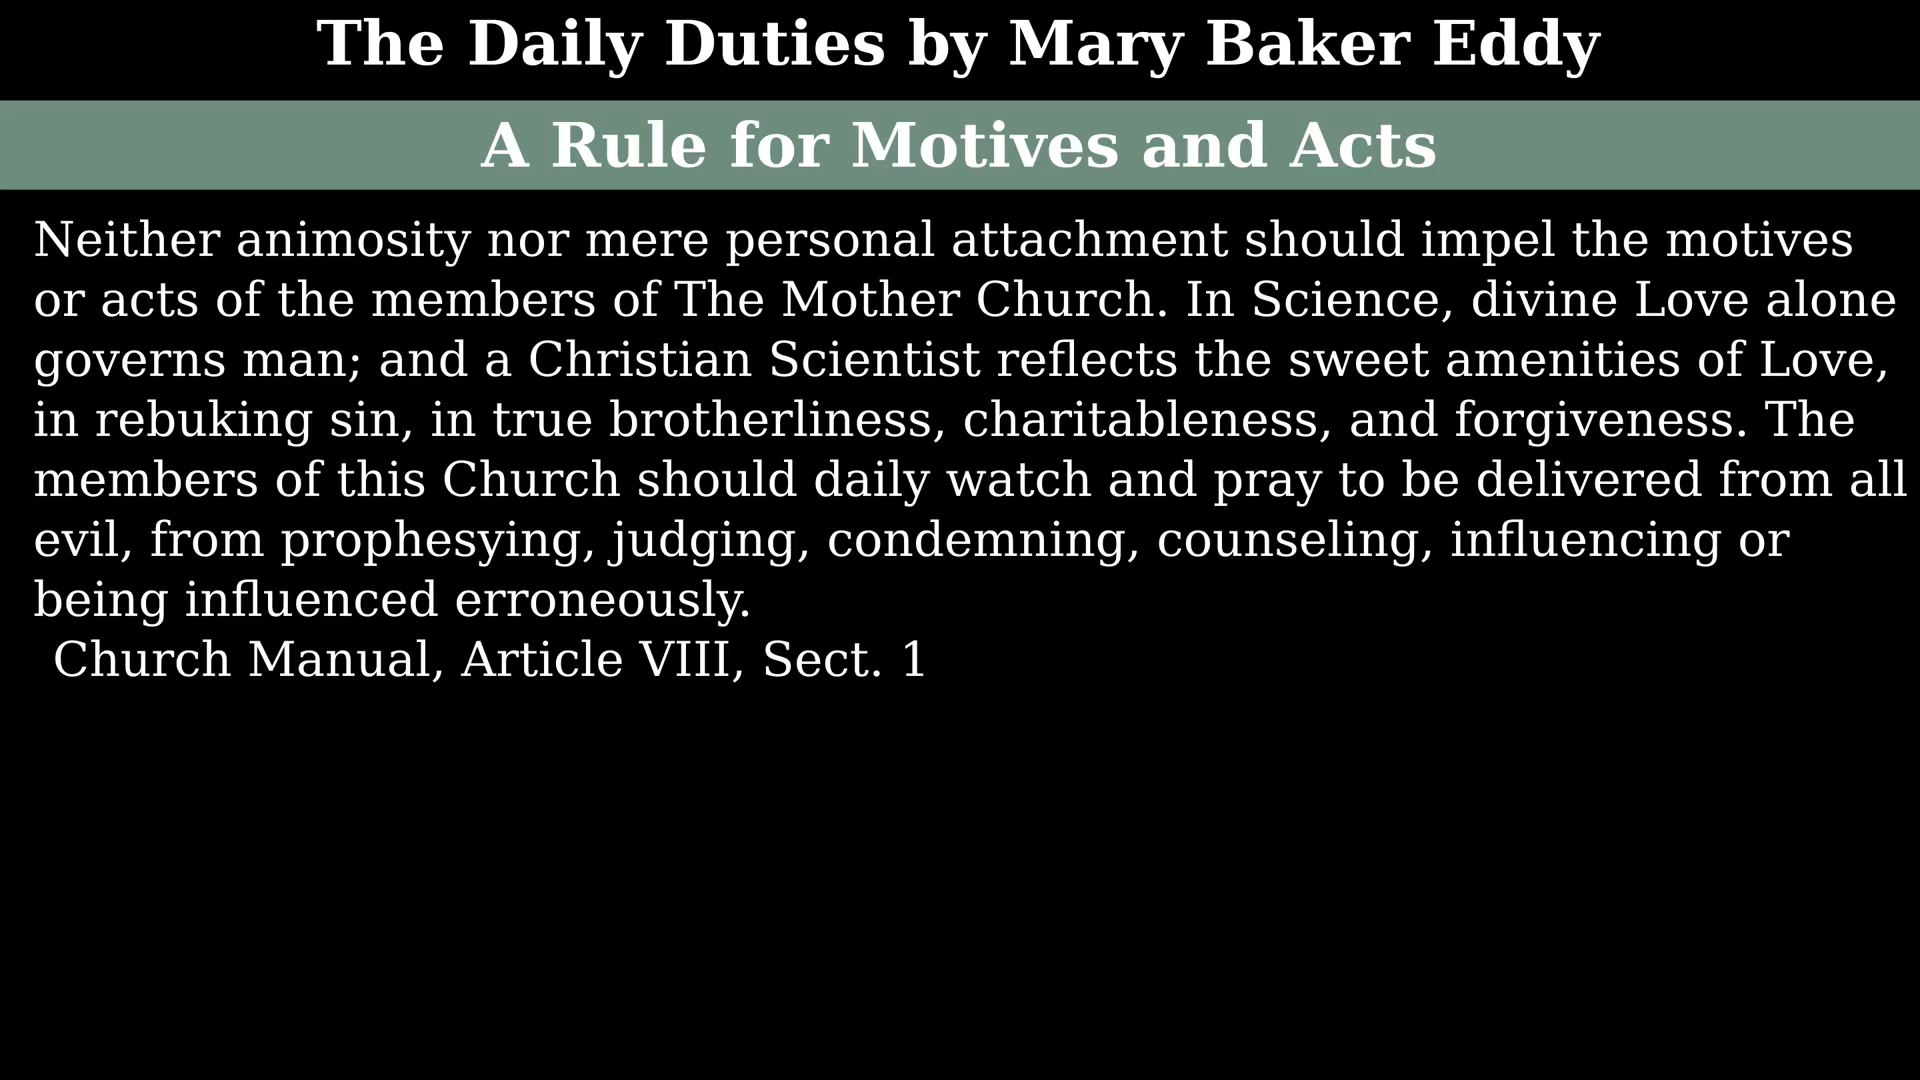 The Daily Duties by Mary Baker Eddy
A Rule for Motives and Acts
Neither animosity nor mere personal attachment should impel the motives
or acts of the members of The Mother Church. In Science, divine Love alone
governs man; and a Christian Scientist reflects the sweet amenities of Love,
in rebuking sin, in true brotherliness, charitableness, and forgiveness. The
members of this Church should daily watch and pray to be delivered from all
evil, from prophesying, judging, condemning, counseling, influencing or
being influenced erroneously.
Church Manual, Article VIII, Sect. 1